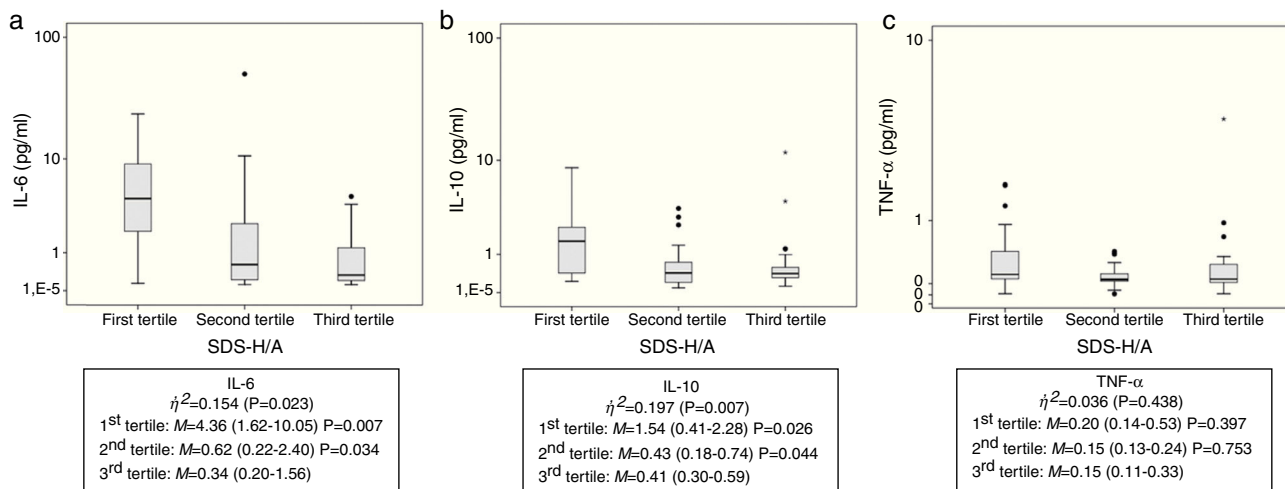 a
IL-6 (pg/ml)
100
10
1
1,E-5
First tertile Second tertile Third tertile
SDS-H/A
IL-6
η̇²=0.154 (P=0.023)
1st tertile: M=4.36 (1.62-10.05) P=0.007
2nd tertile: M=0.62 (0.22-2.40) P=0.034
3rd tertile: M=0.34 (0.20-1.56)
b
IL-10 (pg/ml)
100
10
1
1,E-5
First tertile Second tertile Third tertile
SDS-H/A
IL-10
η̇²=0.197 (P=0.007)
1st tertile: M=1.54 (0.41-2.28) P=0.026
2nd tertile: M=0.43 (0.18-0.74) P=0.044
3rd tertile: M=0.41 (0.30-0.59)
c
TNF-α (pg/ml)
10
1
0
0
0
First tertile Second tertile Third tertile
SDS-H/A
TNF-α
η̇²=0.036 (P=0.438)
1st tertile: M=0.20 (0.14-0.53) P=0.397
2nd tertile: M=0.15 (0.13-0.24) P=0.753
3rd tertile: M=0.15 (0.11-0.33)